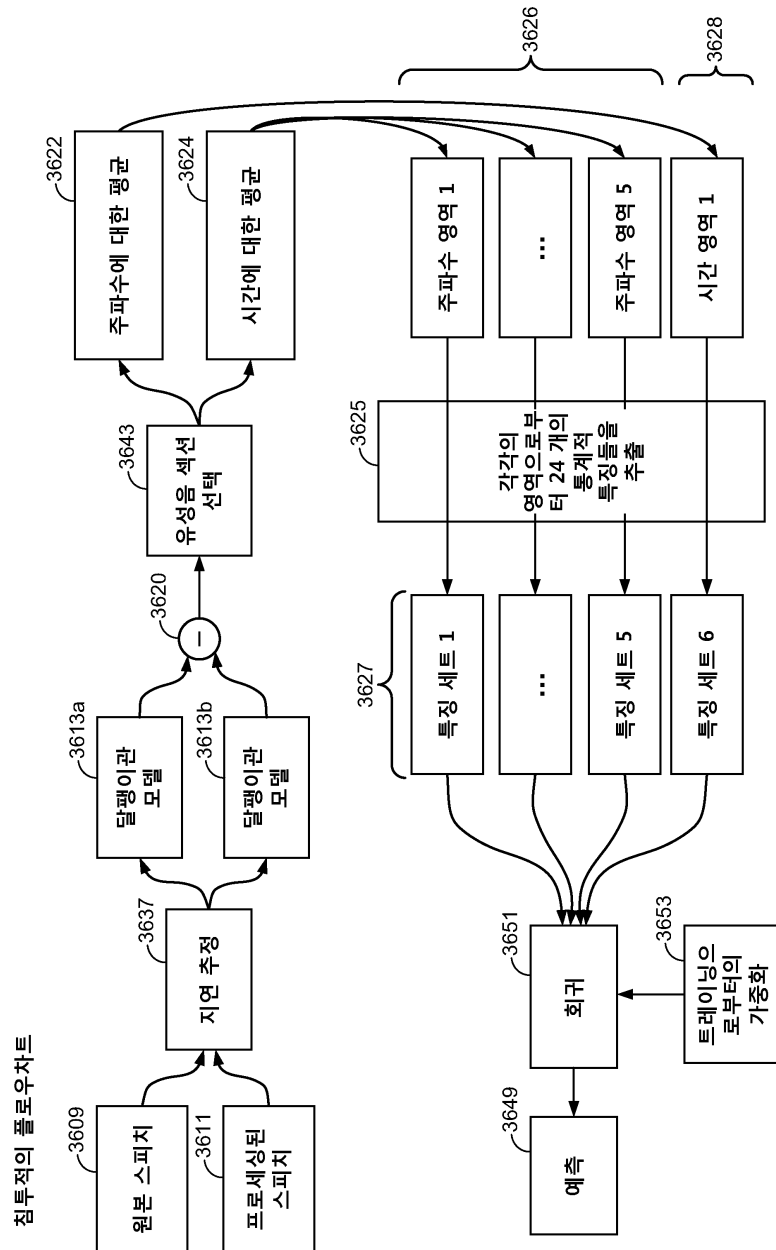 침투적의 플로우차트
3609
원본 스피치
3611
프로세싱된
스피치
3637
지연 추정
3613a
달팽이관
모델
3613b
달팽이관
모델
3620
−
3643
유성음 섹션
선택
3622
주파수에 대한 평균
3624
시간에 대한 평균
3626
3628
주파수 영역 1
...
주파수 영역 5
시간 영역 1
3625
각각의
영역으로부
터 24 개의
통계적
특징들을
추출
3627
특징 세트 1
...
특징 세트 5
특징 세트 6
3651
회귀
3653
트레이닝으
로부터의
가중화
3649
예측